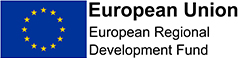 European Union
European Regional
Development Fund